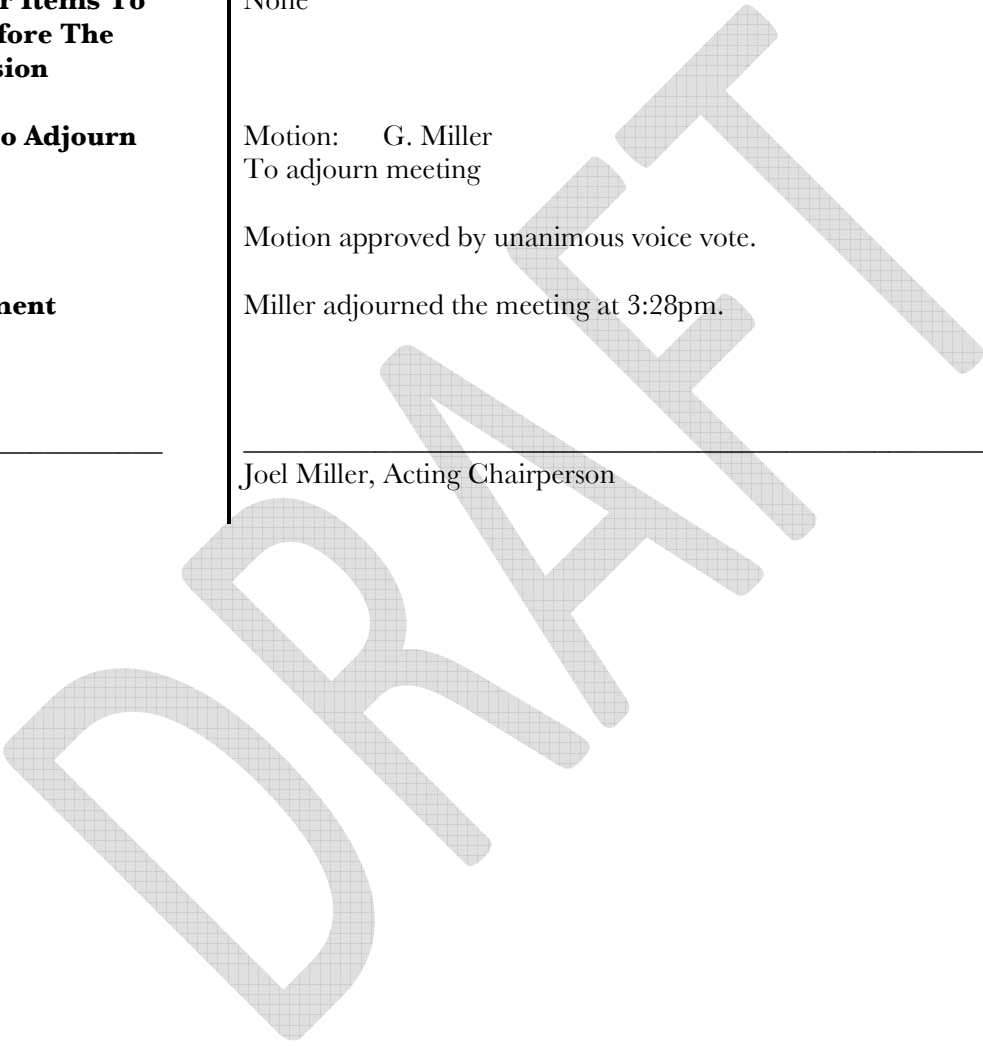 r Items To
fore The
sion
None
o Adjourn
Motion: G. Miller
To adjourn meeting
Motion approved by unanimous voice vote.
ment
Miller adjourned the meeting at 3:28pm.
Joel Miller, Acting Chairperson
DRAFT